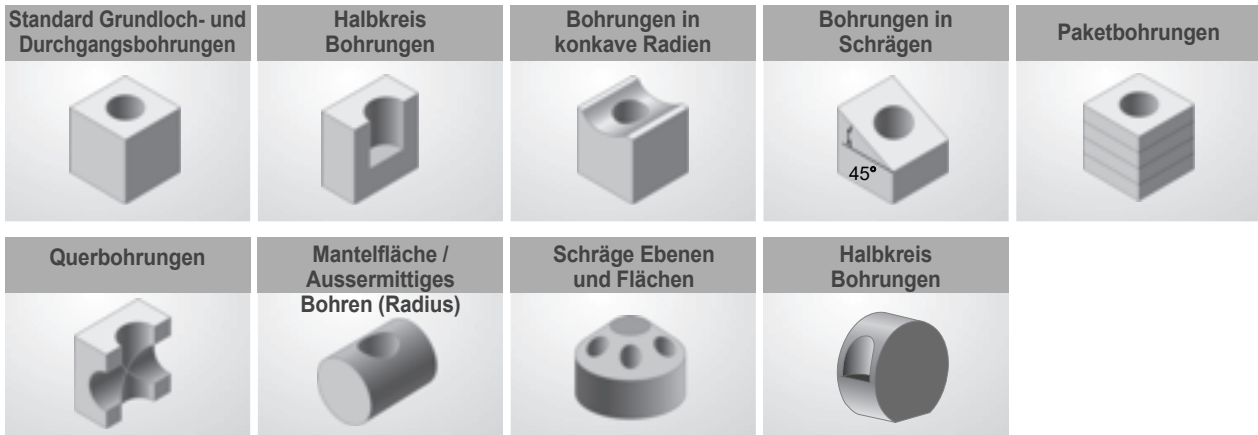 Standard Grundloch- und
Durchgangsbohrungen
Halbkreis
Bohrungen
Bohrungen in
konkave Radien
Bohrungen in
Schrägen
Paketbohrungen
45°
Querbohrungen
Mantelfläche /
Aussermittiges
Bohren (Radius)
Schräge Ebenen
und Flächen
Halbkreis
Bohrungen